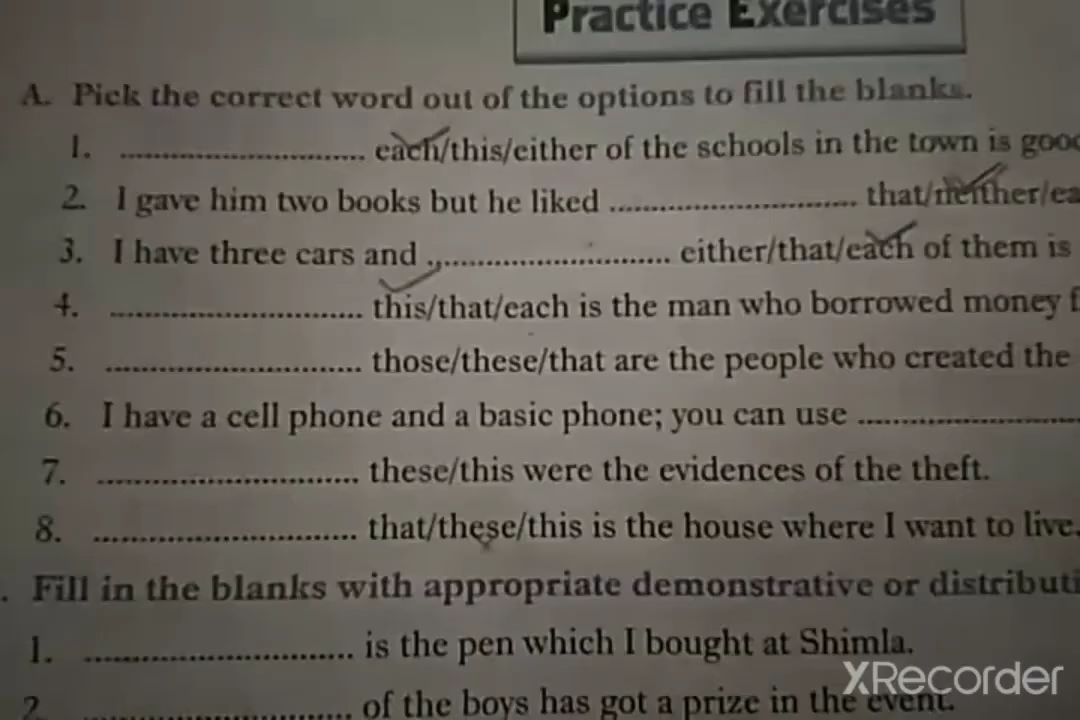 Practice Exercises
A. Pick the correct word out of the options to fill the blanks.
1. ............................ each/this/either of the schools in the town is
2. I gave him two books but he liked ............................ that/neither/
3. I have three cars and ............................ either/that/each of them is
4. ............................ this/that/each is the man who borrowed money
5. ............................ those/these/that are the people who created the
6. I have a cell phone and a basic phone; you can use ............................
7. ............................ these/this were the evidences of the theft.
8. ............................ that/these/this is the house where I want to live.
. Fill in the blanks with appropriate demonstrative or
1. ............................ is the pen which I bought at Shimla.
XRecorder
2. ............................ of the boys has got a prize in the event.